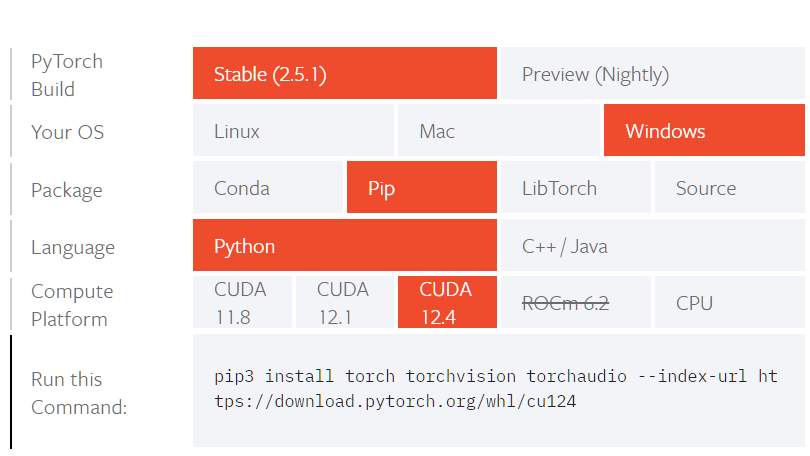 PyTorch Build
Stable (2.5.1)
Preview (Nightly)
Your OS
Linux
Mac
Windows
Package
Conda
Pip
LibTorch
Source
Language
Python
C++ / Java
Compute Platform
CUDA 11.8
CUDA 12.1
CUDA 12.4
ROCm 6.2
CPU
Run this Command:
pip3 install torch torchvision torchaudio --index-url ht
tps://download.pytorch.org/whl/cu124